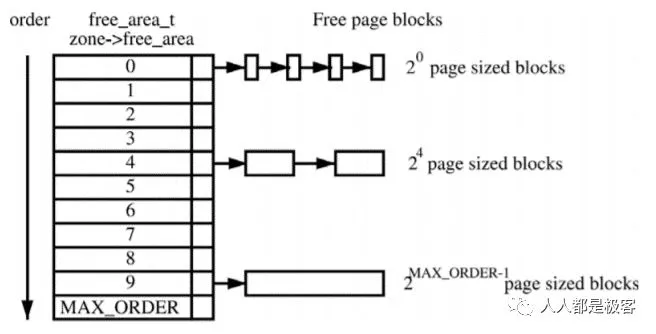 order free_area_t Free page blocks
zone->free_area
0 2^0 page sized blocks
1
2
3
4 2^4 page sized blocks
5
6
7
8
9 2^MAX_ORDER-1 page sized blocks
MAX_ORDER
人人都是极客